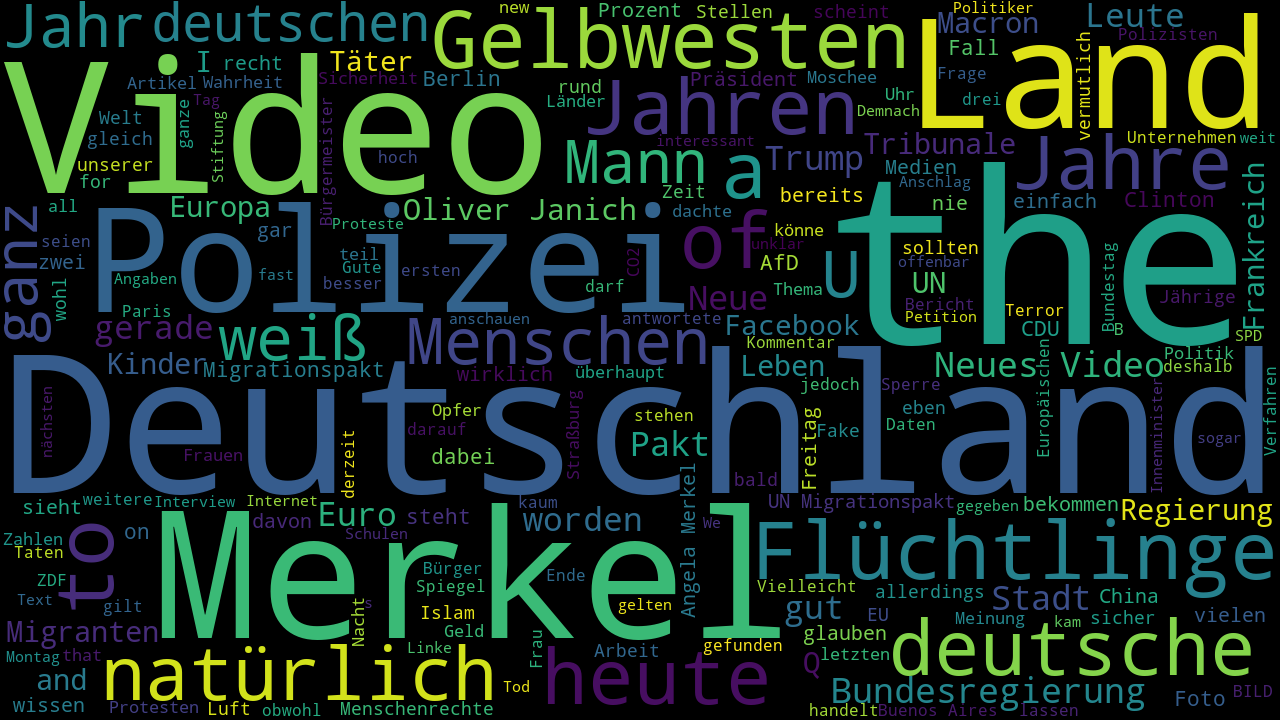 Jahr
deutschen
Gelbwesten
new
Prozent
Stellen
scheint
Politiker
Macron
Leute
Land
Video
I
recht
Täter
Artikel
Wahrheit
Sicherheit
Berlin
rund
Präsident
Moschee
Fall
Polizisten
vermutlich
Tag
Länder
Jahren
Uhr
Demnach
Frage
drei
Welt
gleich
ganze
Stiftung
Bürgermeister
hoch
interessant
Unternehmen
weit
unserer
for
Mann
a
Trump
Tribunale
Medien
Jahre
Frankreich
Zeit
bereits
Anschlag
all
Europa
Proteste
Oliver Janich
dachte
nie
einfach
Clinton
ganz
seien
zwei
Polizei
gar
of
könne
unklar
U
the
sollten
offenbar
teil
Gute
besser
fast
ersten
CO2
darf
AfD
Thema
UN
Bericht
Petition
Terror
Bundestag
Jährige
Angaben
wohl
Paris
Neue
gerade
weiß
Menschen
anschauen
antwortete
Facebook
Kommentar
CDU
B
SPD
Kinder
Migrationspakt
wirklich
überhaupt
Leben
jedoch
Sperre
Neues Video
Europäischen
Politik
deshalb
nächsten
Deutschland
Opfer
darauf
dabei
Straßburg
stehen
Pakt
Freitag
Fake
eben
Daten
Innenminister
sogar
Verfahren
Frauen
derzeit
bald
sieht
weitere
Interview
Internet
kaum
Angela Merkel
We
UN Migrationspakt
gegeben
bekommen
Regierung
Zahlen
Taten
to
on
Merkel
davon
Euro
steht
Schulen
worden
Flüchtlinge
ZDF
Text
gilt
Bürger
Spiegel
Ende
Vielleicht
allerdings
Stadt
China
Nacht
s
Islam
Geld
Linke
gelten
gut
EU
Meinung
kam
sicher
vielen
Migranten
Frau
Arbeit
gefunden
glauben
letzten
deutsche
Montag
that
and
natürlich
Tod
heute
Q
Bundesregierung
Foto
BILD
wissen
Protesten
Luft
obwohl
Menschenrechte
handelt
Buenos Aires
lassen